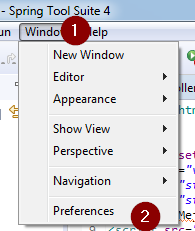 - Spring Tool Suite 4
un Window Help
1
New Window
Editor
Appearance
Show View
Perspective
Navigation
Preferences
2